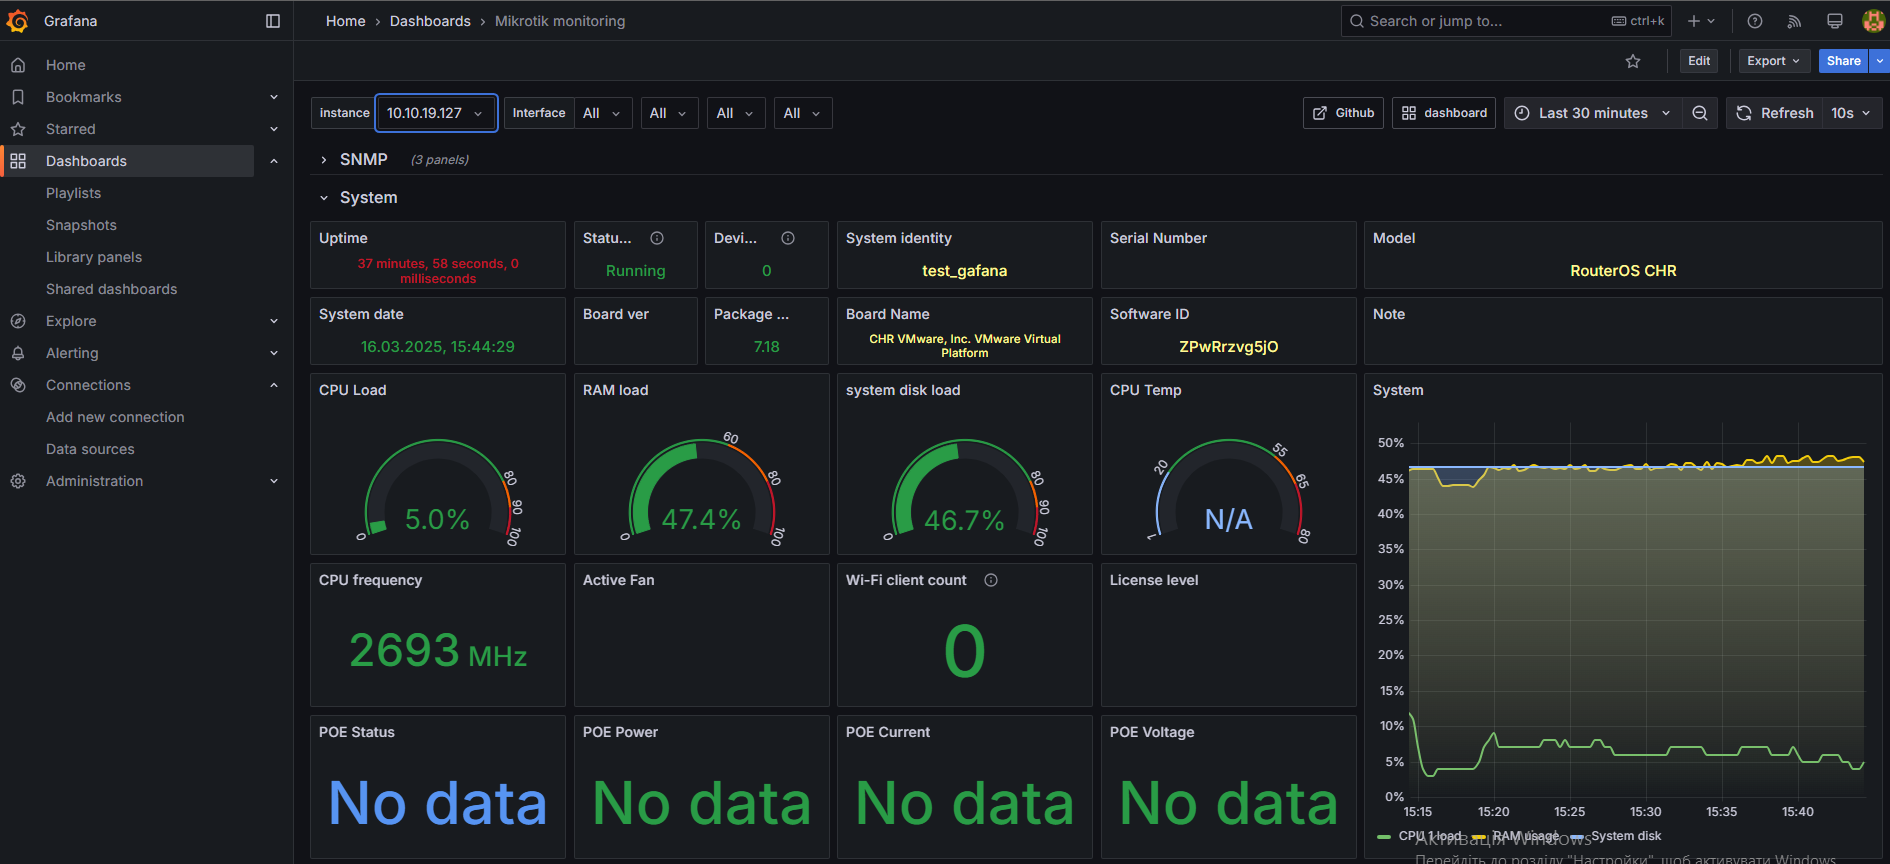 Grafana
Home › Dashboards › Mikrotik monitoring
Search or jump to...
ctrl+k
Edit
Export
Share
Home
Bookmarks
Starred
Dashboards
Playlists
Snapshots
Library panels
Shared dashboards
Explore
Alerting
Connections
Add new connection
Data sources
Administration
instance 10.10.19.127
Interface All
All
All
All
Github
dashboard
Last 30 minutes
Refresh 10s
SNMP (3 panels)
System
Uptime
37 minutes, 58 seconds, 0
milliseconds
Statu...
Running
Devi...
0
System identity
test_gafana
Serial Number
Model
RouterOS CHR
System date
16.03.2025, 15:44:29
Board ver
Package ...
7.18
Board Name
CHR VMware, Inc. VMware Virtual
Platform
Software ID
ZPwRrzvg5jO
Note
CPU Load
0
80
90
100
5.0%
RAM load
0
60
80
100
47.4%
system disk load
0
80
90
100
46.7%
CPU Temp
1
20
55
65
80
N/A
System
50%
45%
40%
35%
30%
25%
20%
15%
10%
5%
0%
15:15
15:20
15:25
15:30
15:35
15:40
CPU 1 load
RAM usage
System disk
CPU frequency
2693 MHz
Active Fan
Wi-Fi client count
0
License level
POE Status
No data
POE Power
No data
POE Current
No data
POE Voltage
No data
Активація Windows
Перейдіть до розділу "Настройки", щоб активувати Windows.